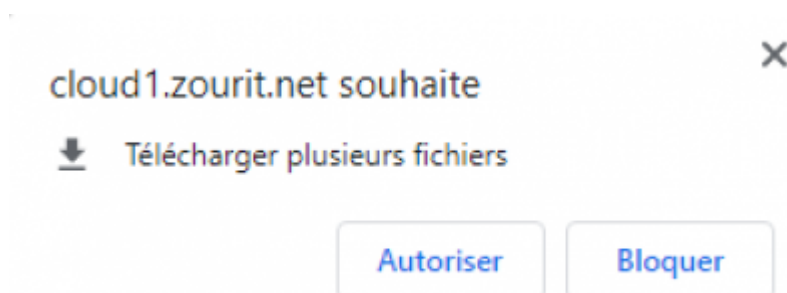 cloud1.zourit.net souhaite
Télécharger plusieurs fichiers
Autoriser Bloquer